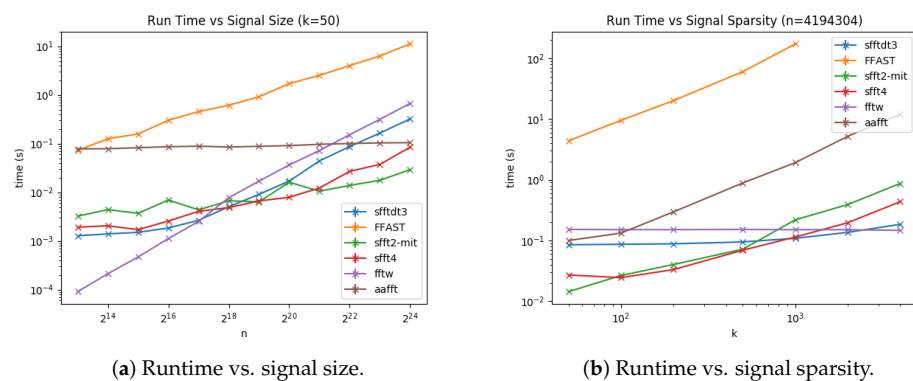 Run Time vs Signal Size (k=50)
10^1
10^0
10^-1
10^-2
10^-3
10^-4
time (s)
2^14
2^16
2^18
2^20
2^22
2^24
n
sfftdt3
FFAST
sfft2-mit
sfft4
fftw
aafft
(a) Runtime vs. signal size.
Run Time vs Signal Sparsity (n=4194304)
10^2
10^1
10^0
10^-1
10^-2
time (s)
10^2
10^3
k
sfftdt3
FFAST
sfft2-mit
sfft4
fftw
aafft
(b) Runtime vs. signal sparsity.